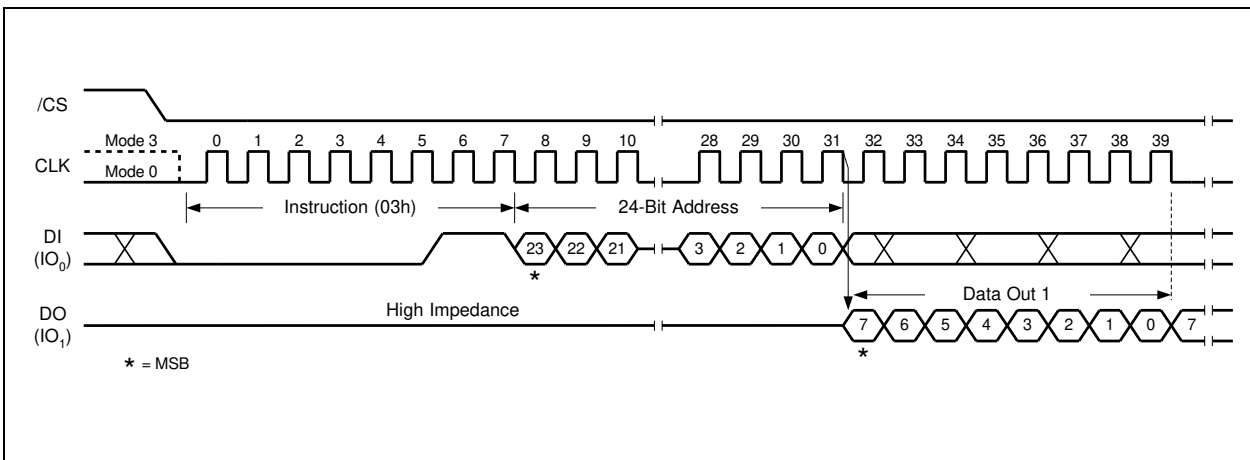 /CS
Mode 3 0 1 2 3 4 5 6 7 8 9 10 28 29 30 31 32 33 34 35 36 37 38 39
CLK Mode 0
Instruction (03h) 24-Bit Address
DI
(IO0) 23 22 21 3 2 1 0
*
High Impedance Data Out 1
DO
(IO1) 7 6 5 4 3 2 1 0 7
*
* = MSB